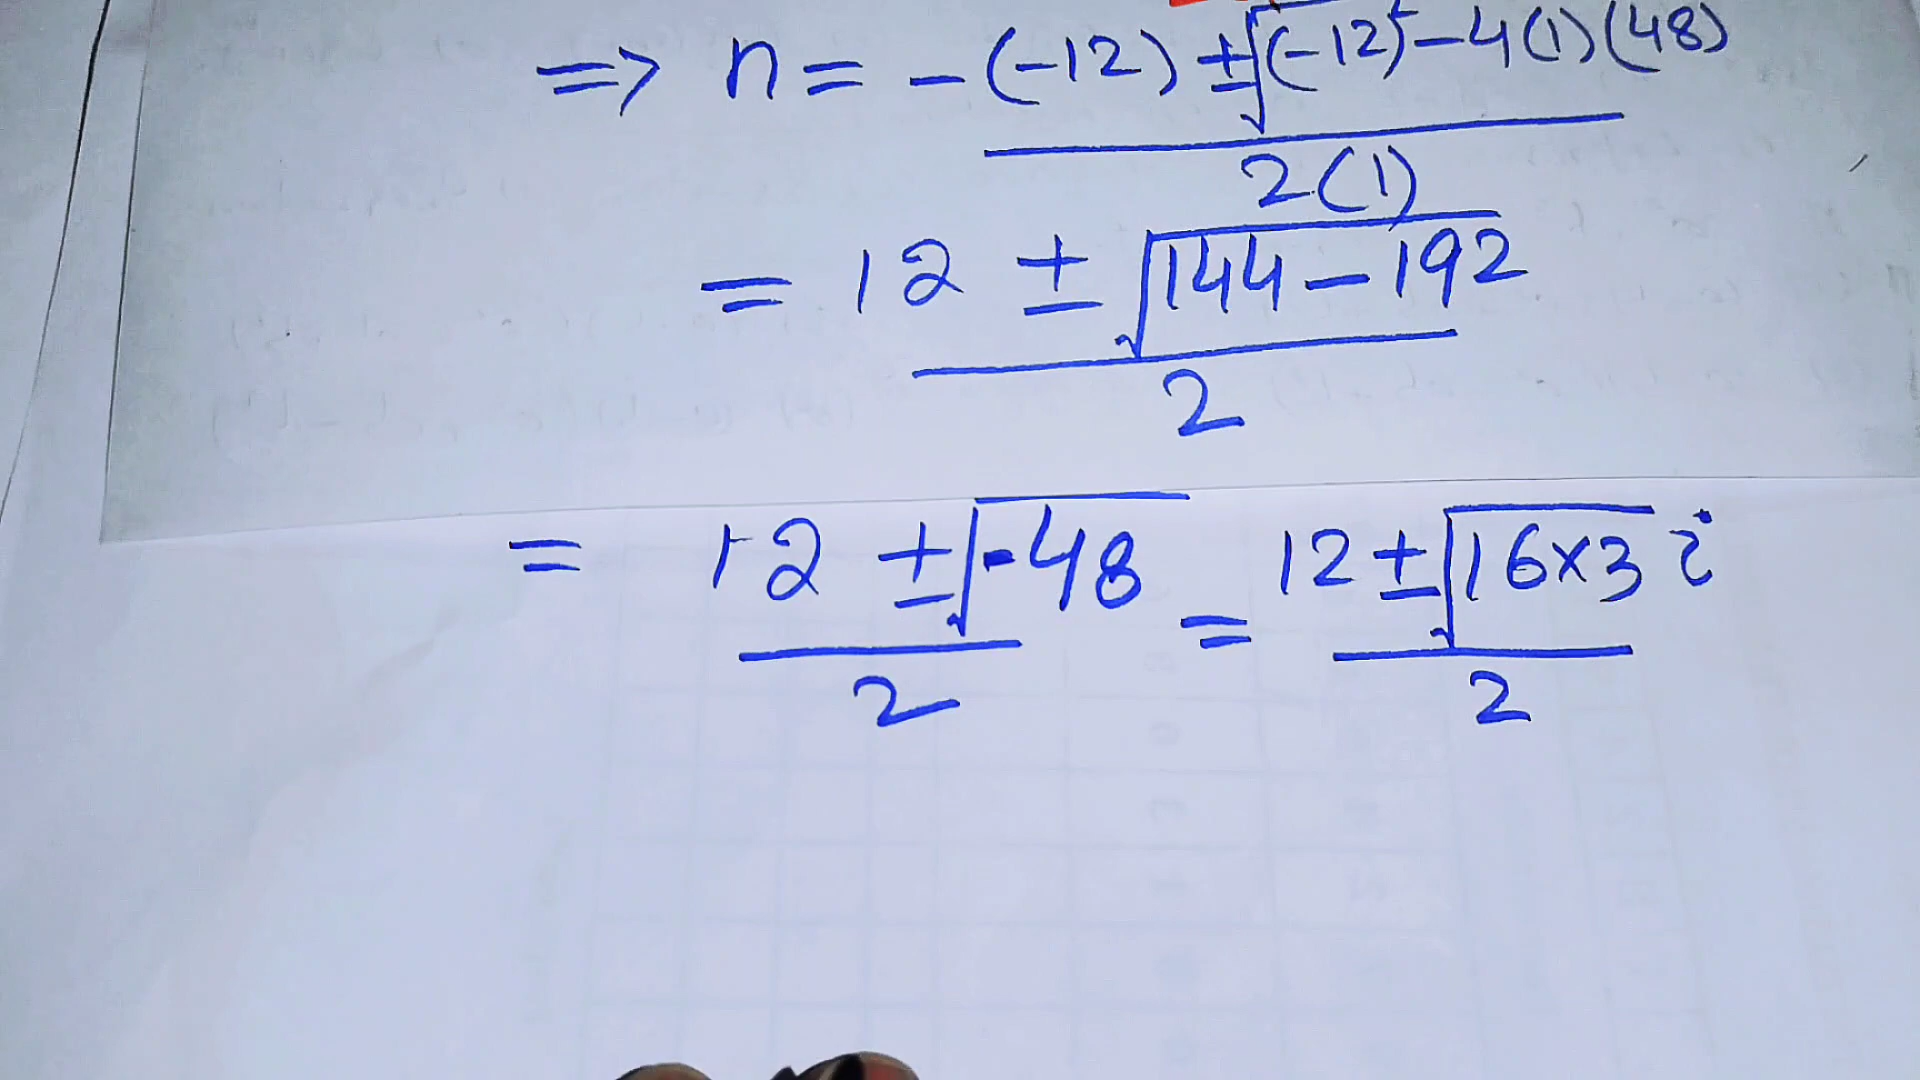 => n = -(-12) ± √(-12)² - 4(1)(48)
2(1)
= 12 ± √144 - 192
2
= 12 ± √-48 = 12 ± √16×3 i
2 2